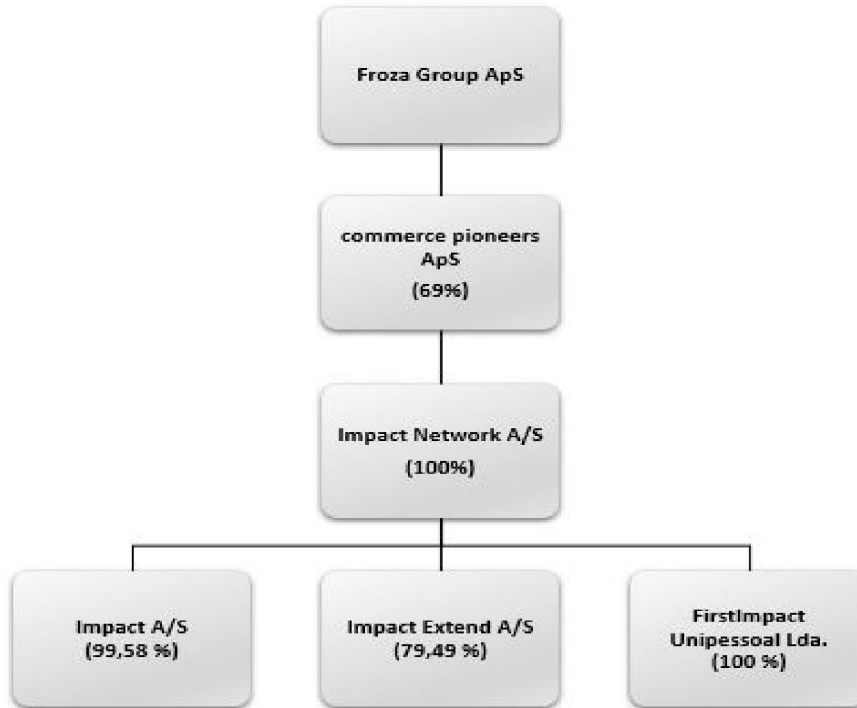 Froza Group ApS
commerce pioneers
ApS
(69%)
Impact Network A/S
(100%)
Impact A/S
(99,58 %)
Impact Extend A/S
(79,49 %)
FirstImpact
Unipessoal Lda.
(100 %)